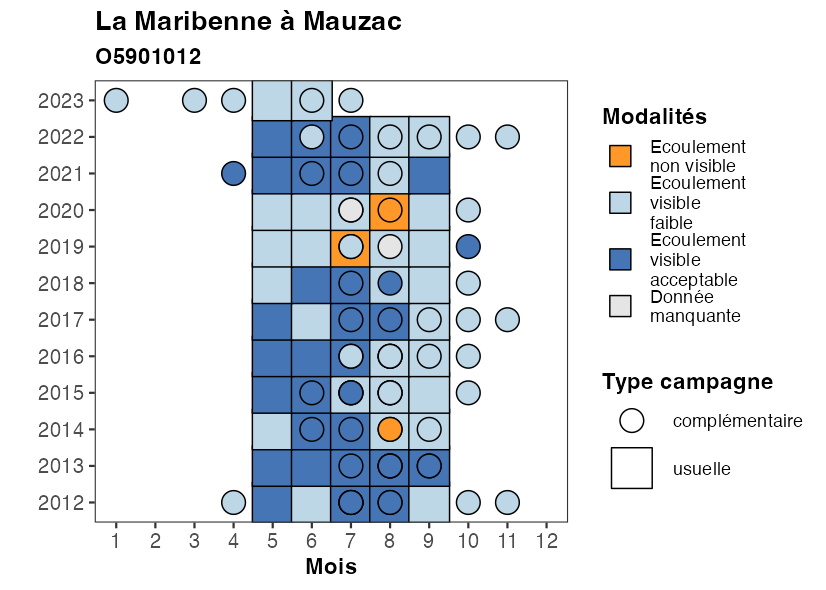 La Maribenne à Mauzac
O5901012
2023
2022
2021
2020
2019
2018
2017
2016
2015
2014
2013
2012
1 2 3 4 5 6 7 8 9 10 11 12
Mois
Modalités
Ecoulement
non visible
Ecoulement
visible
faible
Ecoulement
visible
acceptable
Donnée
manquante
Type campagne
complémentaire
usuelle